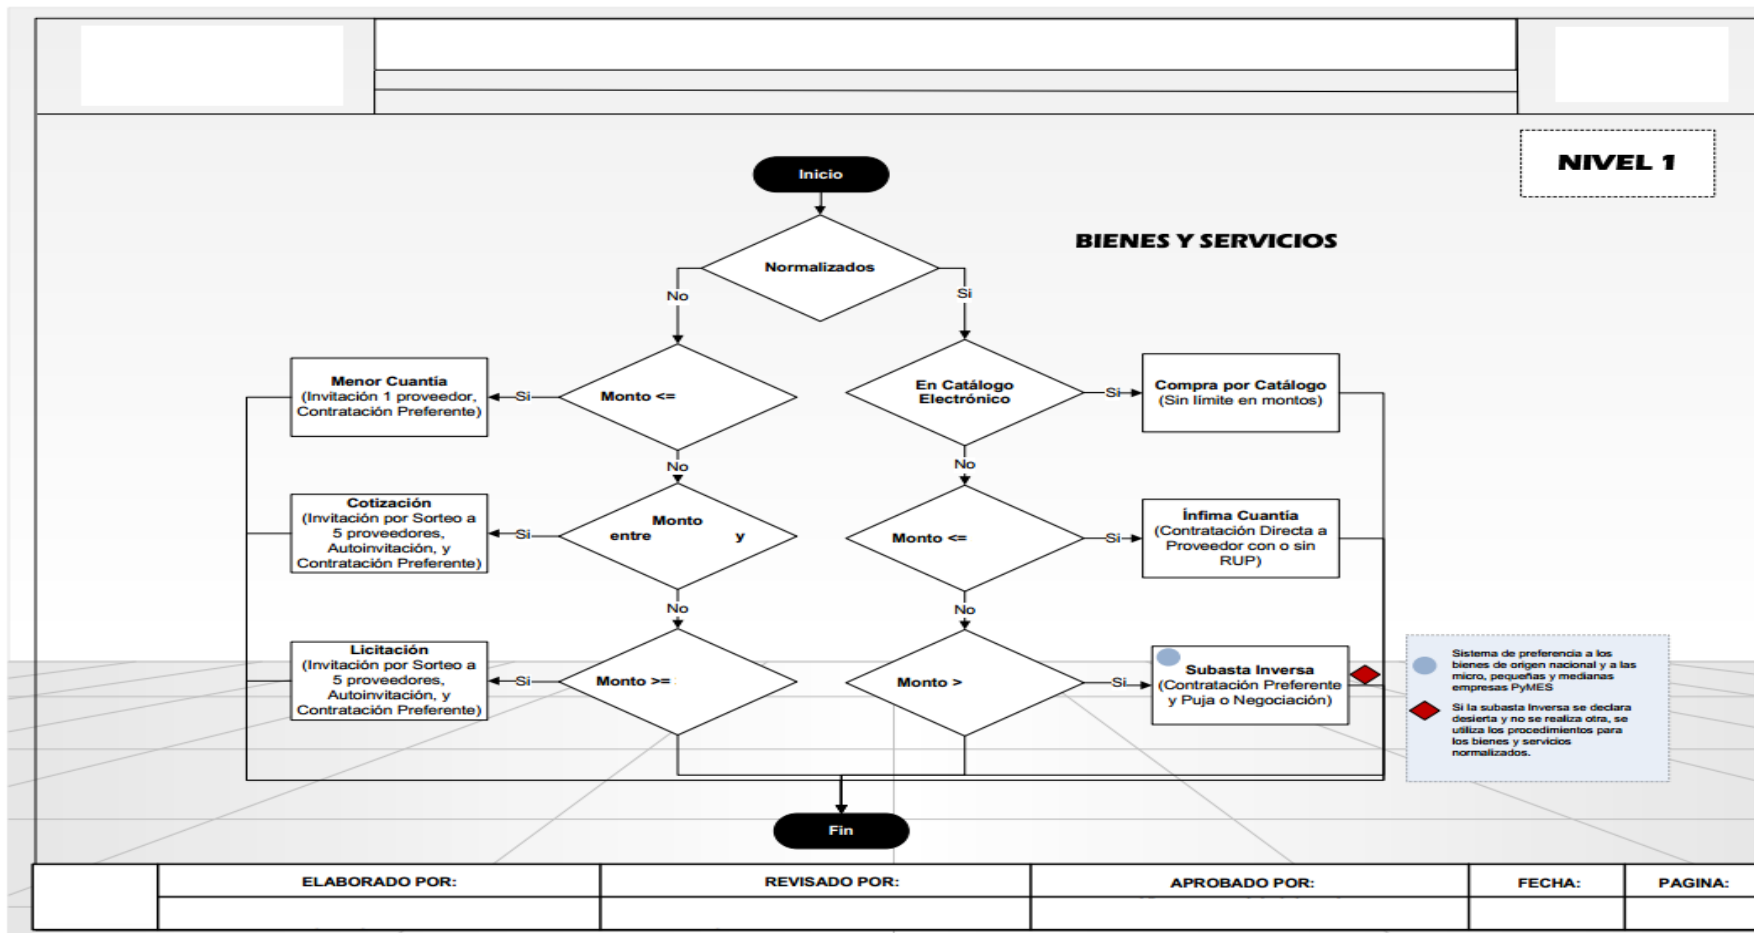 NIVEL 1
Inicio
BIENES Y SERVICIOS
Normalizados
No
Si
Menor Cuantía
(Invitación 1 proveedor,
Contratación Preferente)
Si
Monto <=
En Catálogo
Electrónico
Si
Compra por Catálogo
(Sin límite en montos)
No
No
Cotización
(Invitación por Sorteo a
5 proveedores,
Autoinvitación, y
Contratación Preferente)
Si
Monto
entre y
Monto <=
Si
Ínfima Cuantía
(Contratación Directa a
Proveedor con o sin
RUP)
No
No
Licitación
(Invitación por Sorteo a
5 proveedores,
Autoinvitación, y
Contratación Preferente)
Si
Monto >=
Monto >
Si
Subasta Inversa
(Contratación Preferente
y Puja o Negociación)
Sistema de preferencia a los
bienes de origen nacional y a las
micro, pequeñas y medianas
empresas PyMES
Si la subasta Inversa se declara
desierta y no se realiza otra, se
utiliza los procedimientos para
los bienes y servicios
normalizados.
Fin
ELABORADO POR:
REVISADO POR:
APROBADO POR:
FECHA:
PAGINA: